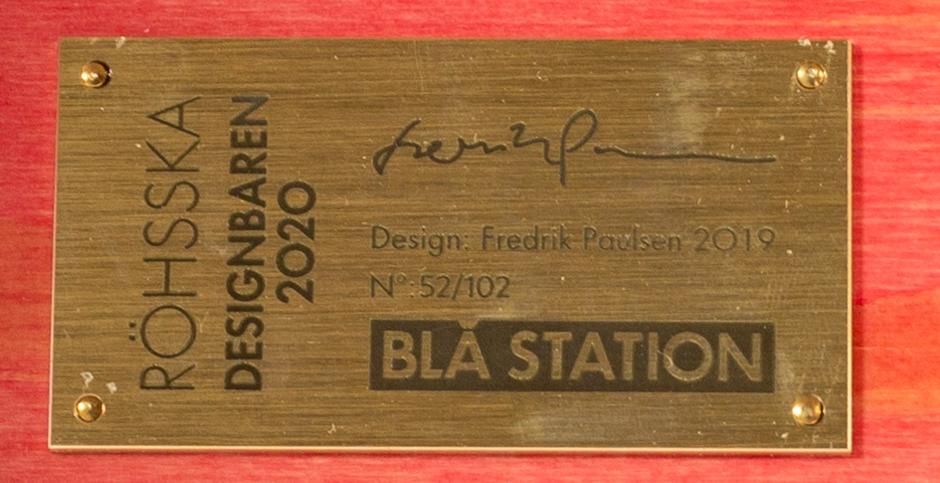 RÖHSSKA
DESIGNBAREN
2020
Design: Fredrik Paulsen 2019
N°:52/102
BLÅ STATION